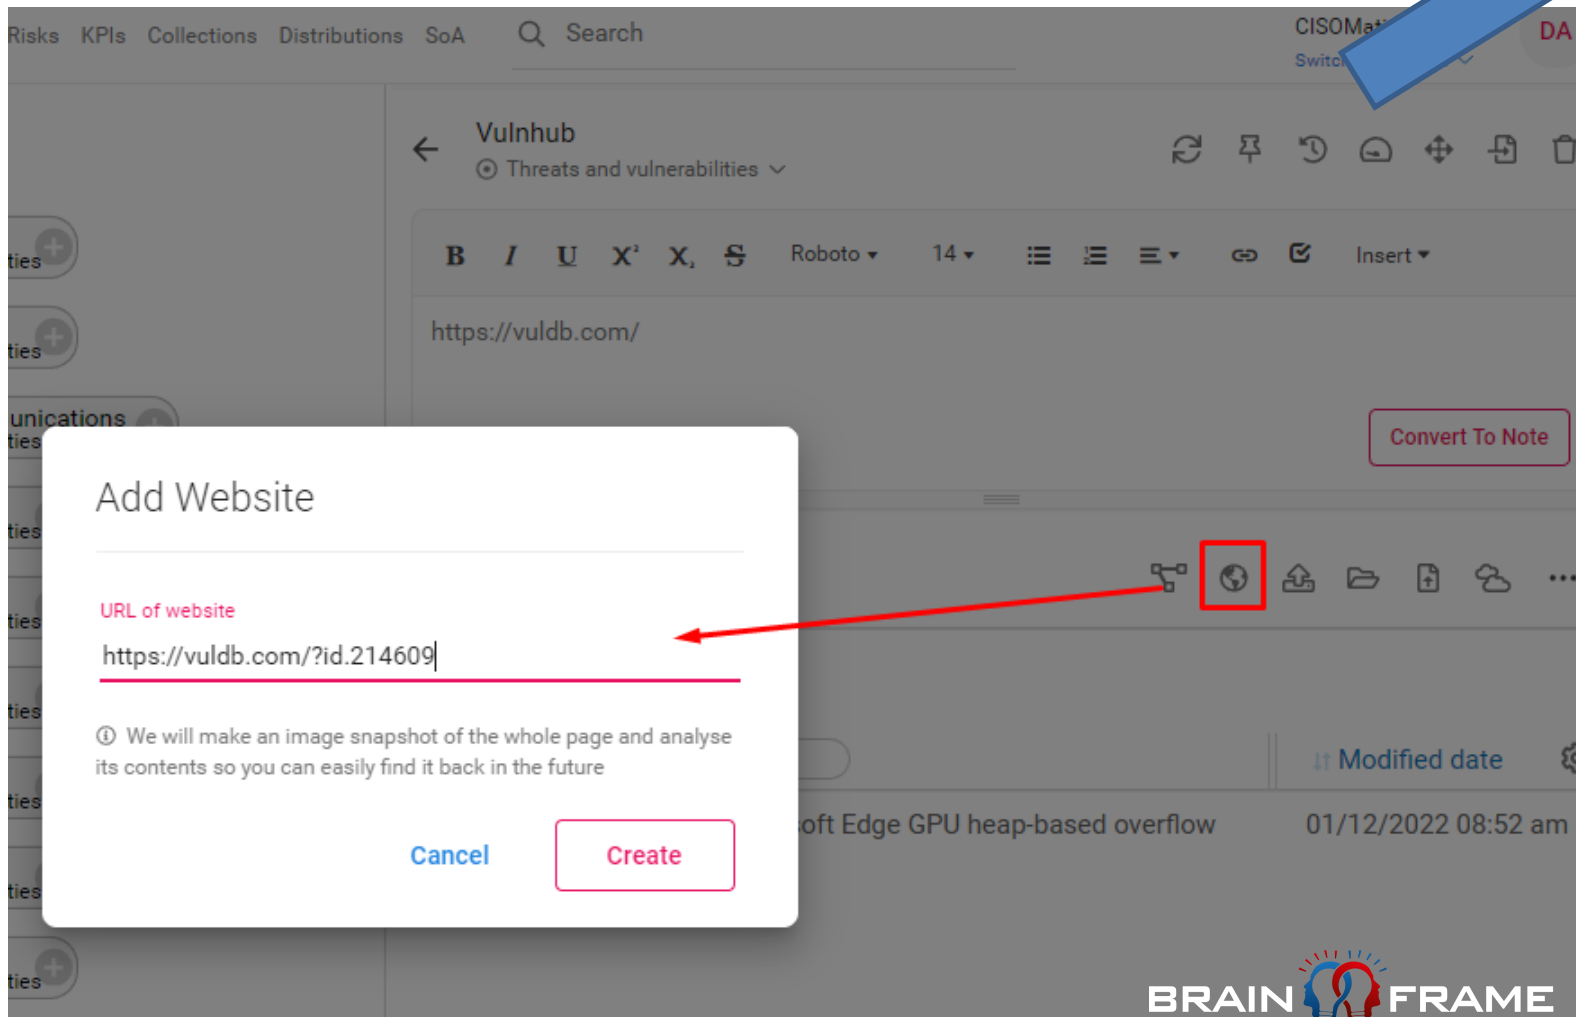 Risks KPIs Collections Distributions SoA Search
DA
Vulnhub
Threats and vulnerabilities
B I U X² X₂ S Roboto 14 Insert
https://vuldb.com/
ties
ties
unications
ties
Convert To Note
Add Website
ties
URL of website
ties
https://vuldb.com/?id.214609
ties
We will make an image snapshot of the whole page and analyse
its contents so you can easily find it back in the future
Modified date
ties
oft Edge GPU heap-based overflow 01/12/2022 08:52 am
Cancel Create
ties
ties
BRAIN FRAME